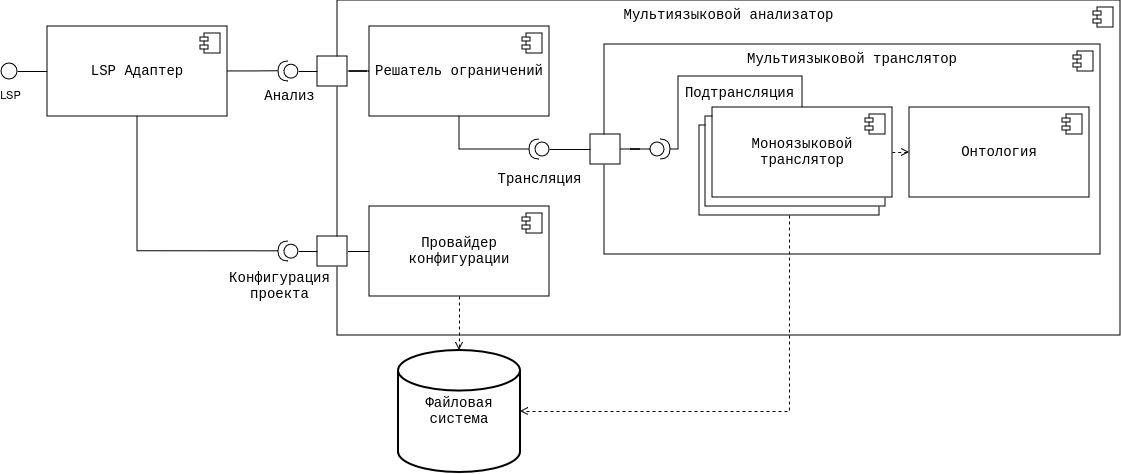 Мультиязыковой анализатор
LSP Адаптер
LSP
Анализ
Решатель ограничений
Мультиязыковой транслятор
Подтрансляция
Моноязыковой
транслятор
Онтология
Трансляция
Провайдер
конфигурации
Конфигурация
проекта
Файловая
система